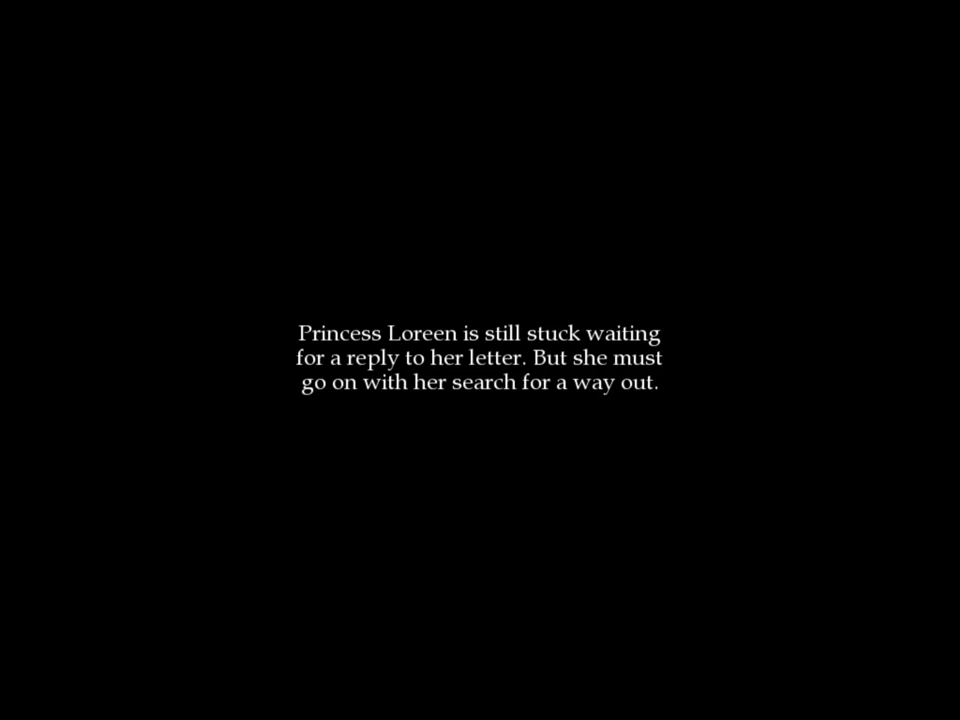 Princess Loreen is still stuck waiting
for a reply to her letter. But she must
go on with her search for a way out.